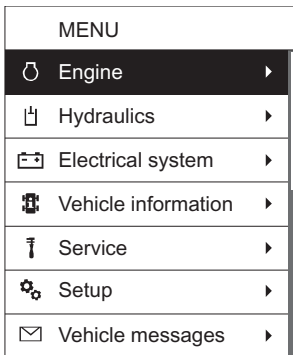 MENU
Engine
Hydraulics
Electrical system
Vehicle information
Service
Setup
Vehicle messages